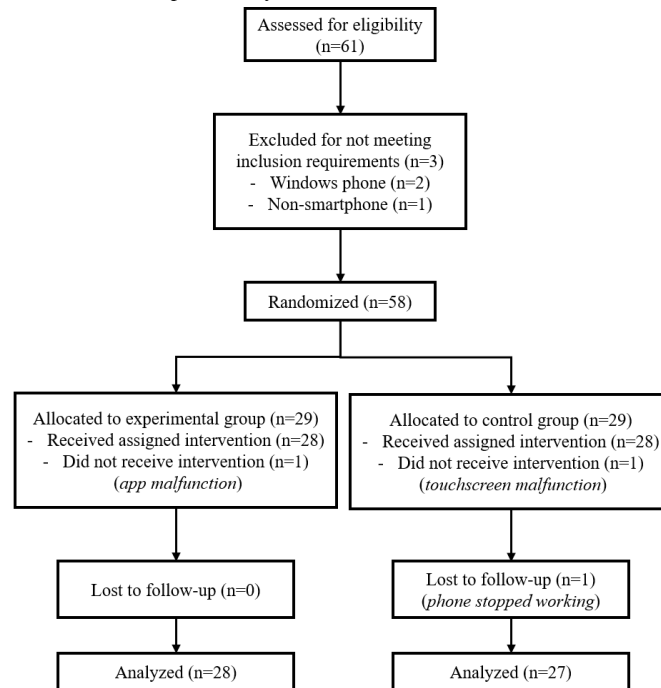 Assessed for eligibility
(n=61)
Excluded for not meeting
inclusion requirements (n=3)
- Windows phone (n=2)
- Non-smartphone (n=1)
Randomized (n=58)
Allocated to experimental group (n=29)
- Received assigned intervention (n=28)
- Did not receive intervention (n=1)
(app malfunction)
Allocated to control group (n=29)
- Received assigned intervention (n=28)
- Did not receive intervention (n=1)
(touchscreen malfunction)
Lost to follow-up (n=0)
Lost to follow-up (n=1)
(phone stopped working)
Analyzed (n=28)
Analyzed (n=27)